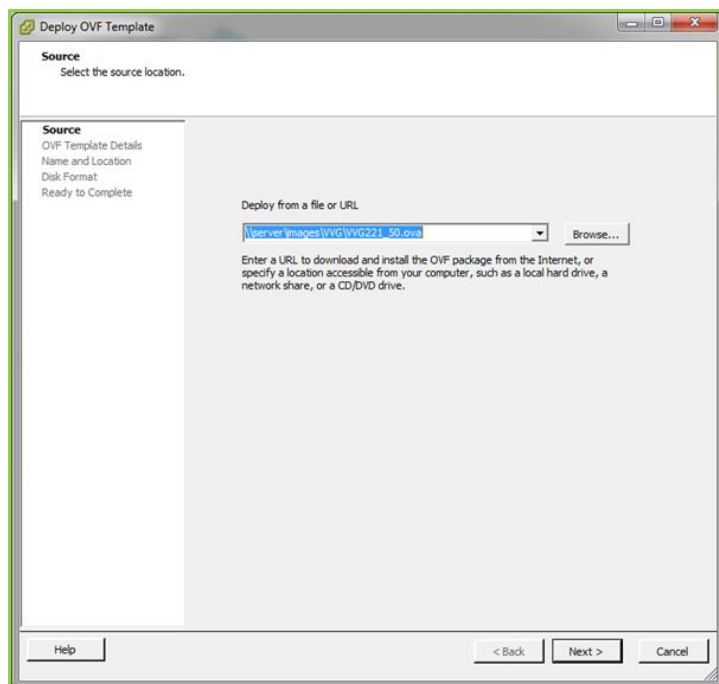 Deploy OVF Template
Source
Select the source location.
Source
OVF Template Details
Name and Location
Disk Format
Ready to Complete
Deploy from a file or URL
\\server\images\VVG\VVG221_50.ova
Browse...
Enter a URL to download and install the OVF package from the Internet, or
specify a location accessible from your computer, such as a local hard drive, a
network share, or a CD/DVD drive.
Help
< Back
Next >
Cancel